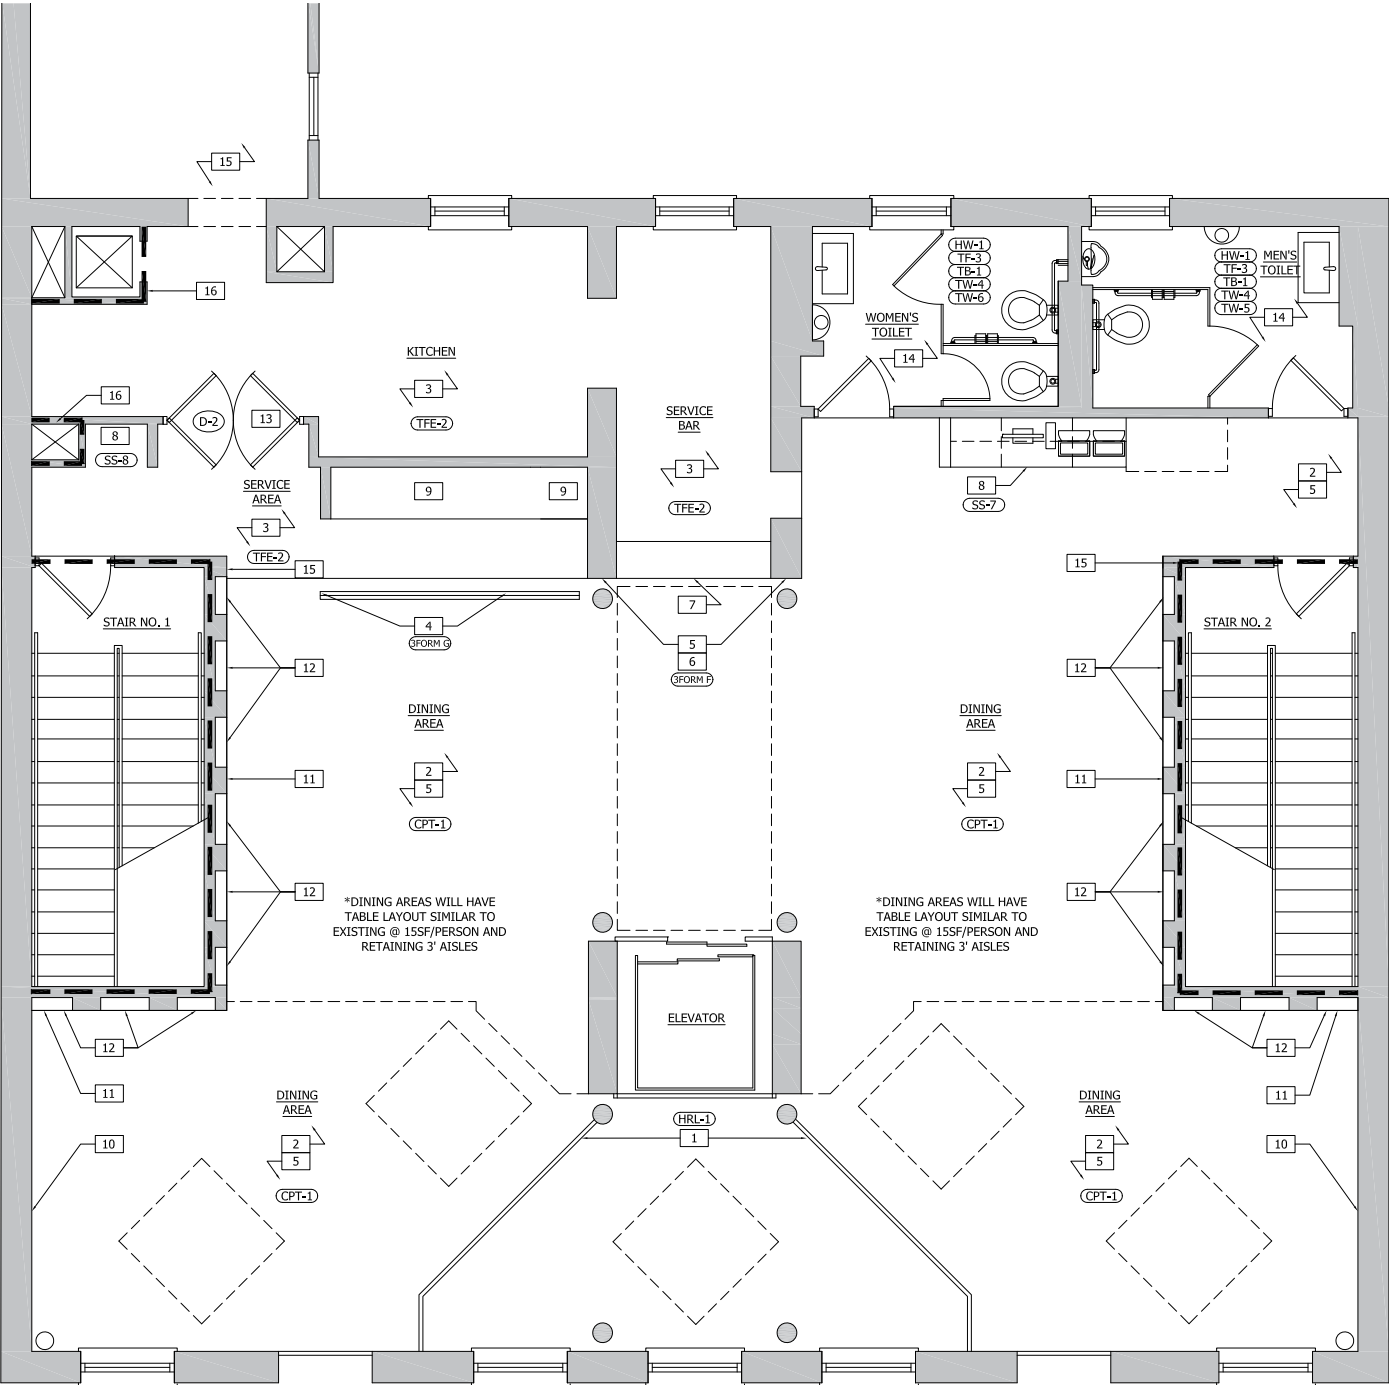 15
16
HW-1
TF-3
TB-1
TW-4
TW-6
HW-1
TF-3
TB-1
TW-4
TW-5
MEN'S
TOILET
14
WOMEN'S
TOILET
14
KITCHEN
3
TFE-2
16
8
SS-8
D-2
13
SERVICE
BAR
3
TFE-2
SERVICE
AREA
3
TFE-2
9
9
8
SS-7
2
5
15
15
STAIR NO. 1
4
3FORM G
7
5
6
3FORM F
STAIR NO. 2
12
12
DINING
AREA
2
5
CPT-1
DINING
AREA
2
5
CPT-1
11
11
12
12
*DINING AREAS WILL HAVE
TABLE LAYOUT SIMILAR TO
EXISTING @ 15SF/PERSON AND
RETAINING 3' AISLES
*DINING AREAS WILL HAVE
TABLE LAYOUT SIMILAR TO
EXISTING @ 15SF/PERSON AND
RETAINING 3' AISLES
ELEVATOR
12
12
11
11
DINING
AREA
2
5
CPT-1
HRL-1
1
DINING
AREA
2
5
CPT-1
10
10